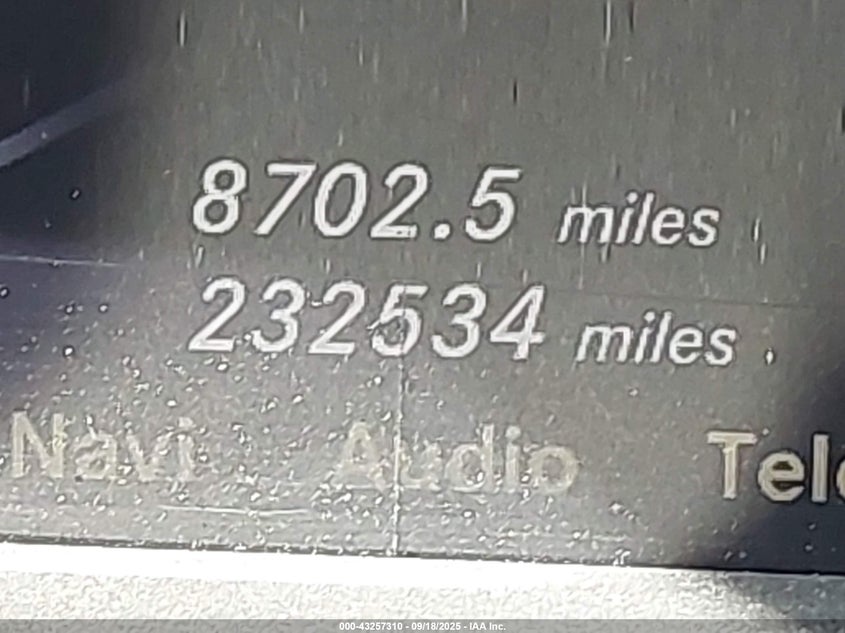 8702.5 miles
232534 miles
Navi Audio Tele
000-43257310 - 09/18/2025 - IAA Inc.